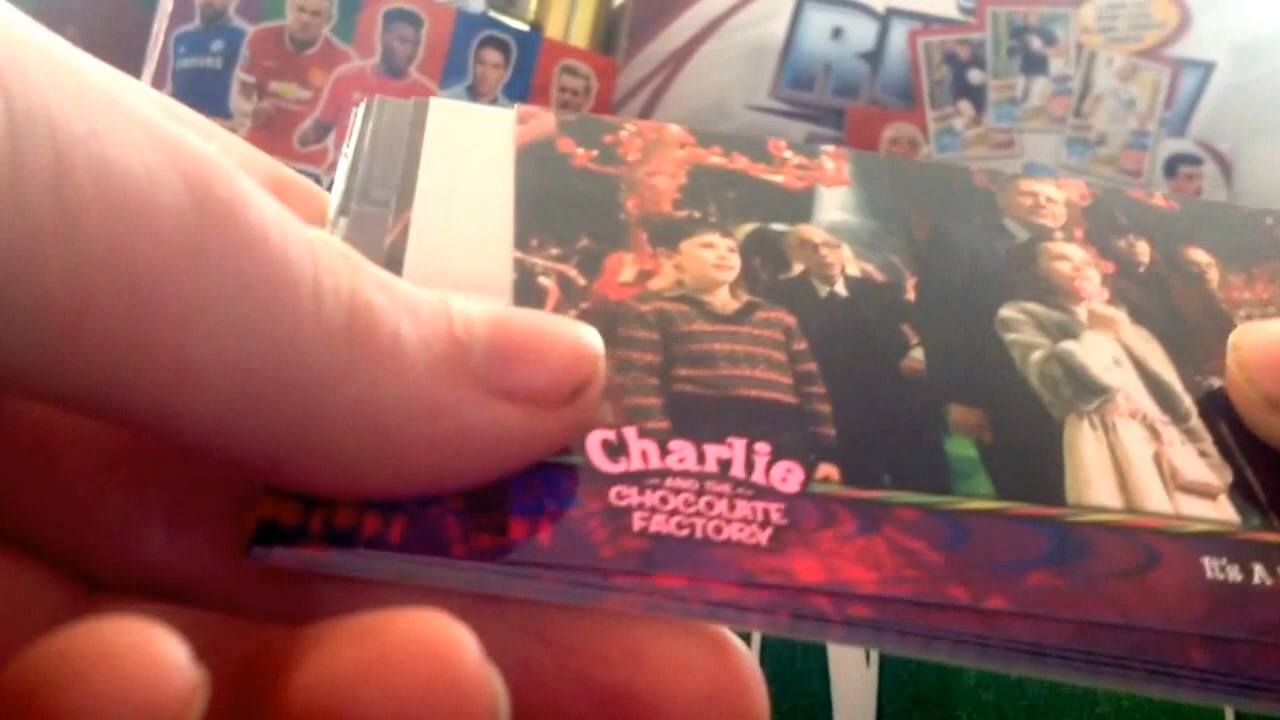 Charlie
AND THE
CHOCOLATE
FACTORY
It's A